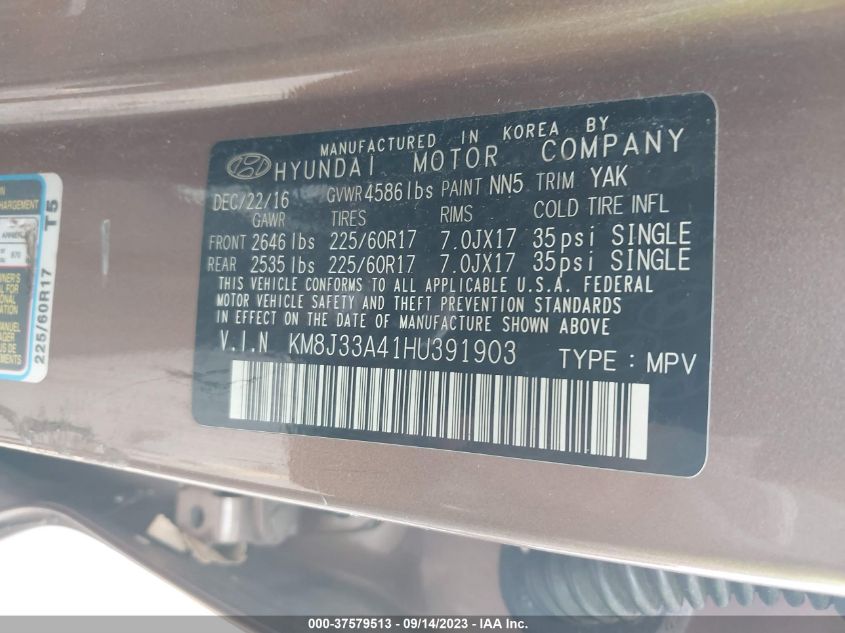 MANUFACTURED IN KOREA BY
HYUNDAI MOTOR COMPANY
DEC/22/16 GVWR 4586 lbs PAINT NN5 TRIM YAK
GAWR TIRES RIMS COLD TIRE INFL
FRONT 2646 lbs 225/60R17 7.0JX17 35psi SINGLE
REAR 2535 lbs 225/60R17 7.0JX17 35psi SINGLE
THIS VEHICLE CONFORMS TO ALL APPLICABLE U.S.A. FEDERAL
MOTOR VEHICLE SAFETY AND THEFT PREVENTION STANDARDS
IN EFFECT ON THE DATE OF MANUFACTURE SHOWN ABOVE
V.I.N KM8J33A41HU391903 TYPE : MPV
T5
225/60R17
000-37579513 - 09/14/2023 - IAA Inc.